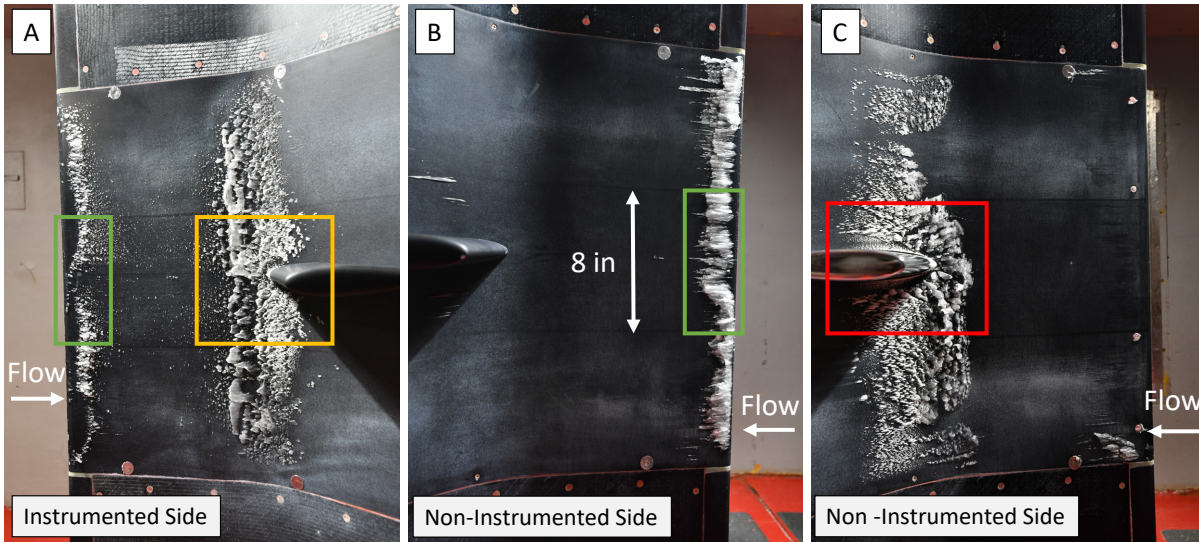 A
B
C
8 in
Flow
Flow
Flow
Instrumented Side
Non-Instrumented Side
Non -Instrumented Side